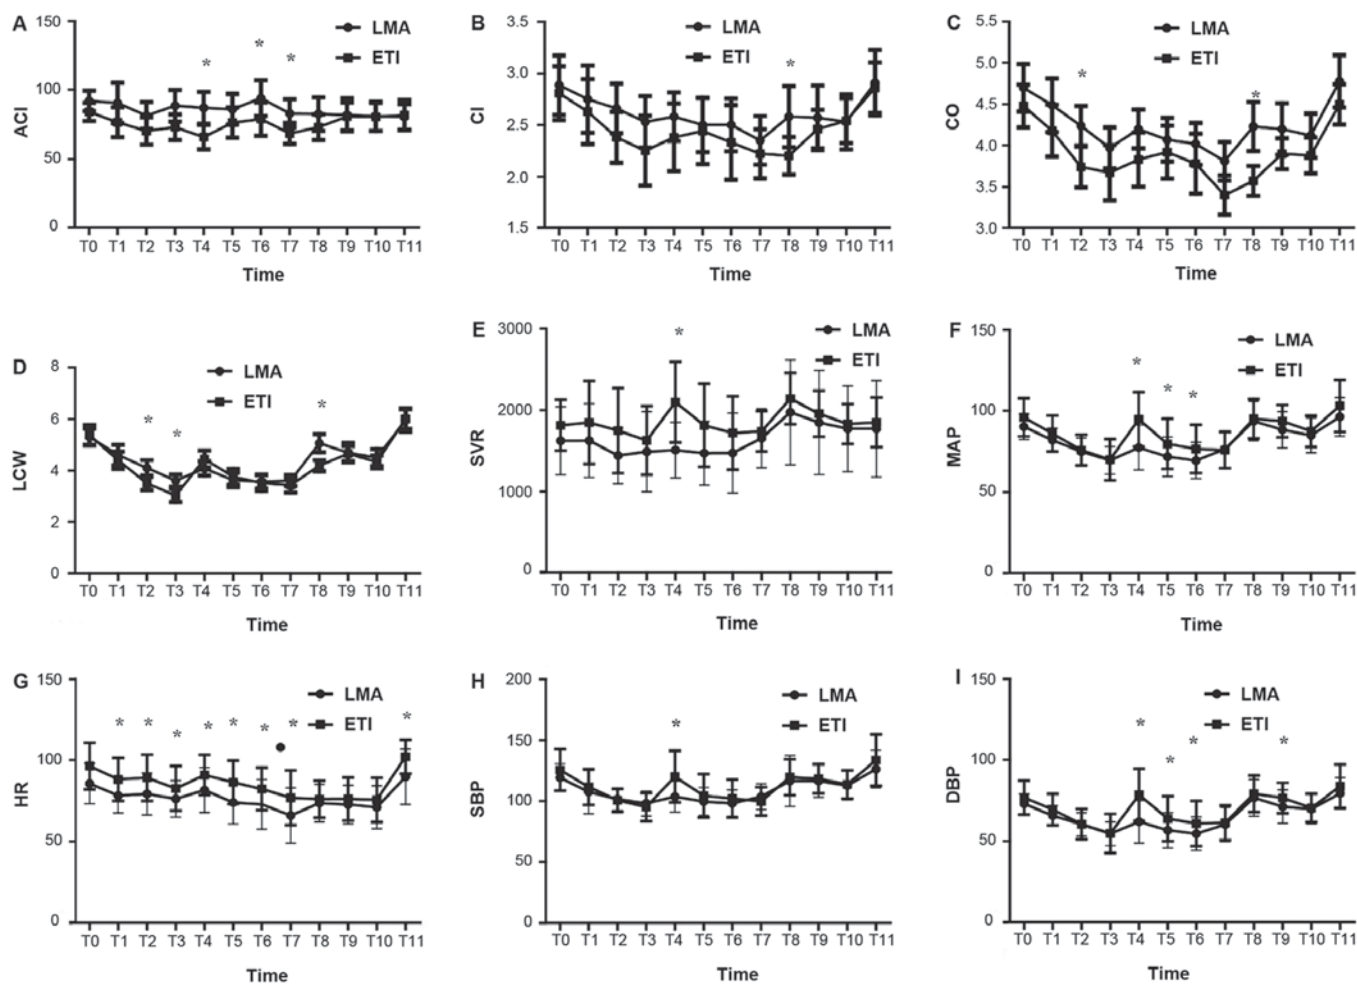 A
ACI
150
100
50
0
*
*
*
LMA
ETI
T0 T1 T2 T3 T4 T5 T6 T7 T8 T9 T10 T11
Time
B
CI
3.5
3.0
2.5
2.0
1.5
*
LMA
ETI
T0 T1 T2 T3 T4 T5 T6 T7 T8 T9 T10 T11
Time
C
CO
5.5
5.0
4.5
4.0
3.5
3.0
*
*
LMA
ETI
T0 T1 T2 T3 T4 T5 T6 T7 T8 T9 T10 T11
Time
D
LCW
8
6
4
2
0
*
*
*
LMA
ETI
T0 T1 T2 T3 T4 T5 T6 T7 T8 T9 T10 T11
Time
E
SVR
3000
2000
1000
0
*
LMA
ETI
T0 T1 T2 T3 T4 T5 T6 T7 T8 T9 T10 T11
Time
F
MAP
150
100
50
0
*
*
*
LMA
ETI
T0 T1 T2 T3 T4 T5 T6 T7 T8 T9 T10 T11
Time
G
HR
150
100
50
0
* * * * * * * *
LMA
ETI
T0 T1 T2 T3 T4 T5 T6 T7 T8 T9 T10 T11
Time
H
SBP
200
150
100
50
0
*
LMA
ETI
T0 T1 T2 T3 T4 T5 T6 T7 T8 T9 T10 T11
Time
I
DBP
150
100
50
0
*
*
*
*
LMA
ETI
T0 T1 T2 T3 T4 T5 T6 T7 T8 T9 T10 T11
Time